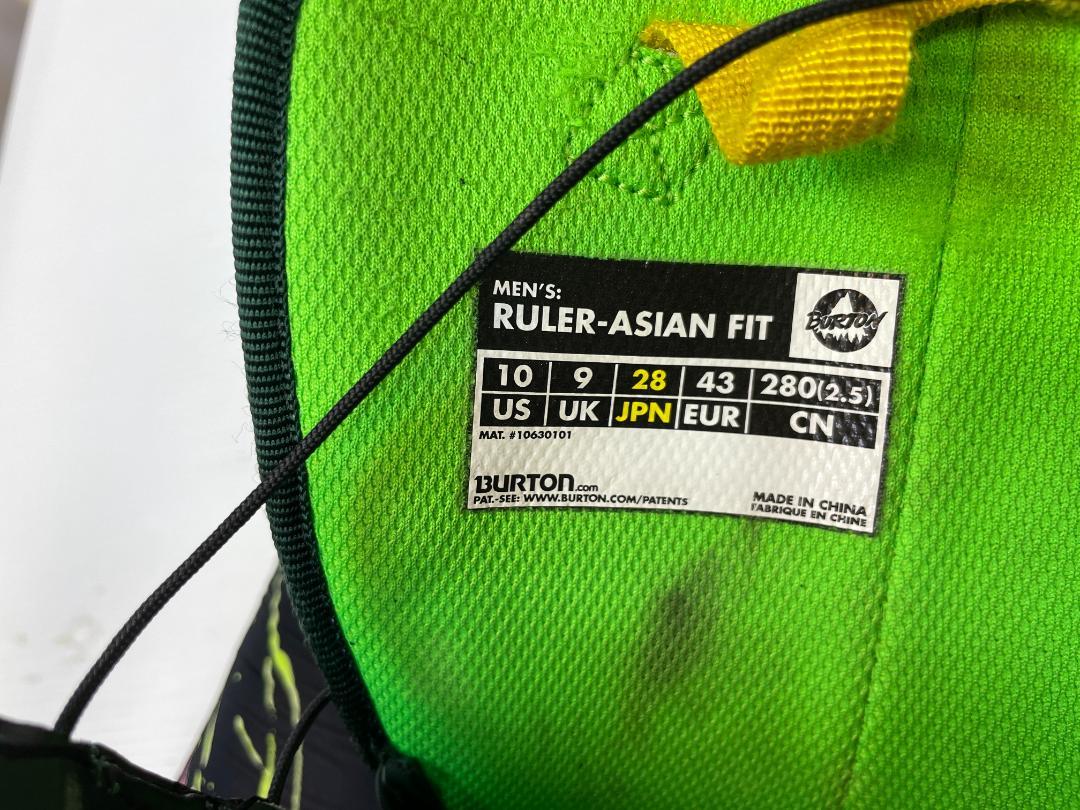 MEN'S:
RULER-ASIAN FIT
BURTON
10 9 28 43 280(2.5)
US UK JPN EUR CN
MAT. #10630101
BURTON.com
PAT.-SEE: WWW.BURTON.COM/PATENTS
MADE IN CHINA
FABRIQUE EN CHINE